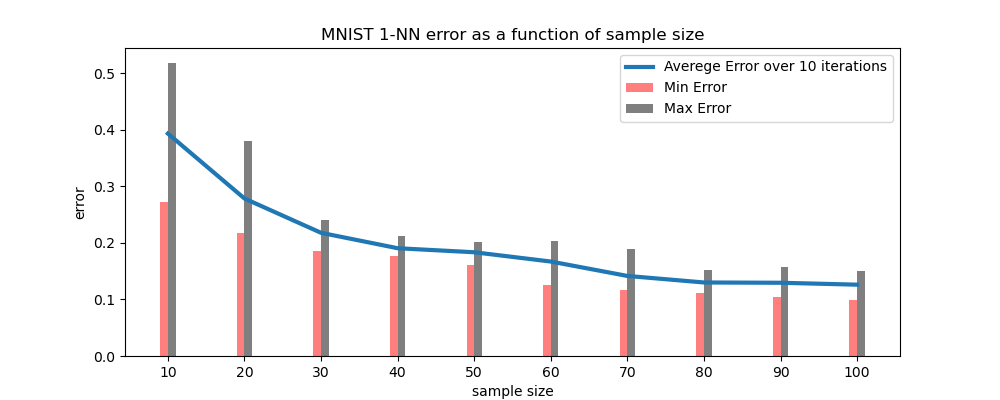 MNIST 1-NN error as a function of sample size
Averege Error over 10 iterations
Min Error
Max Error
error
0.5
0.4
0.3
0.2
0.1
0.0
10 20 30 40 50 60 70 80 90 100
sample size